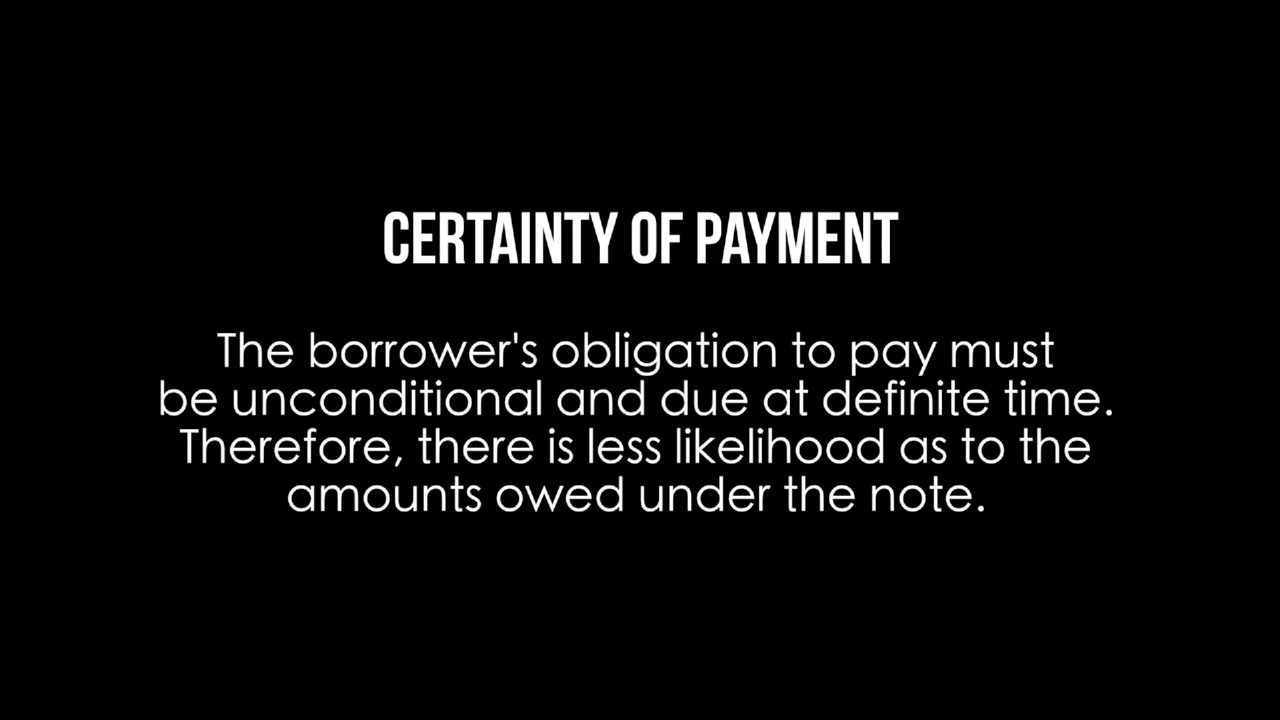 CERTAINTY OF PAYMENT
The borrower's obligation to pay must
be unconditional and due at definite time.
Therefore, there is less likelihood as to the
amounts owed under the note.